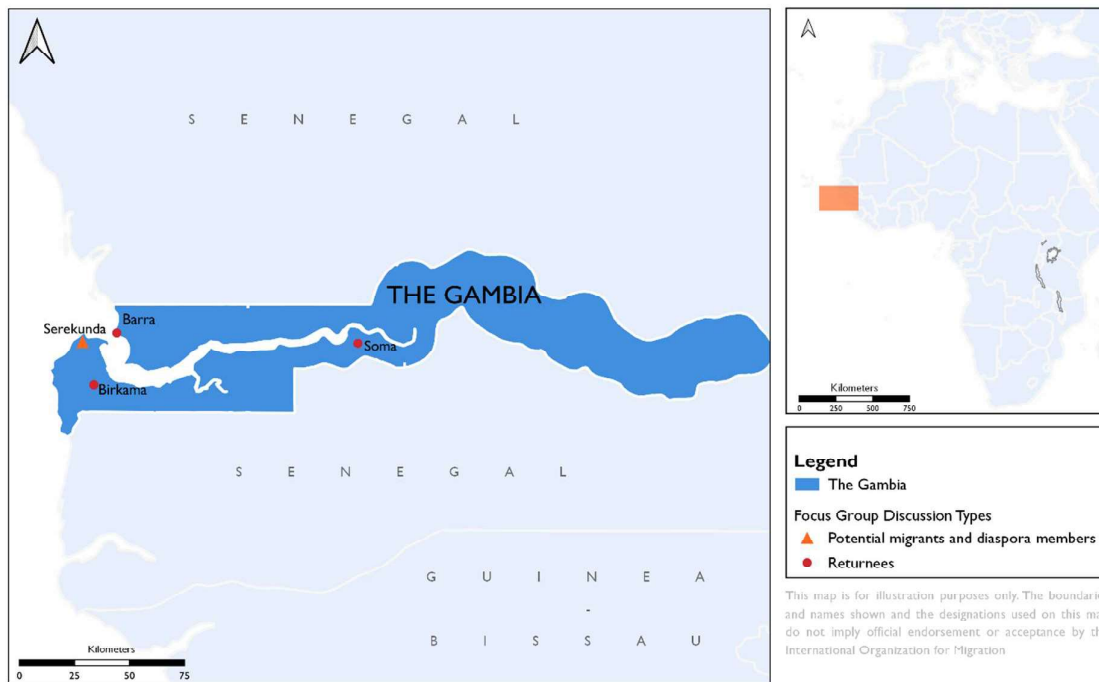 S E N E G A L
THE GAMBIA
Serekunda
Barra
Soma
Birkama
S E N E G A L
G U I N E A
-
B I S S A U
Kilometers
0 25 50 75
Kilometers
0 250 500 750
Legend
The Gambia
Focus Group Discussion Types
Potential migrants and diaspora members
Returnees
This map is for illustration purposes only. The boundarie
and names shown and the designations used on this ma
do not imply official endorsement or acceptance by th
International Organization for Migration